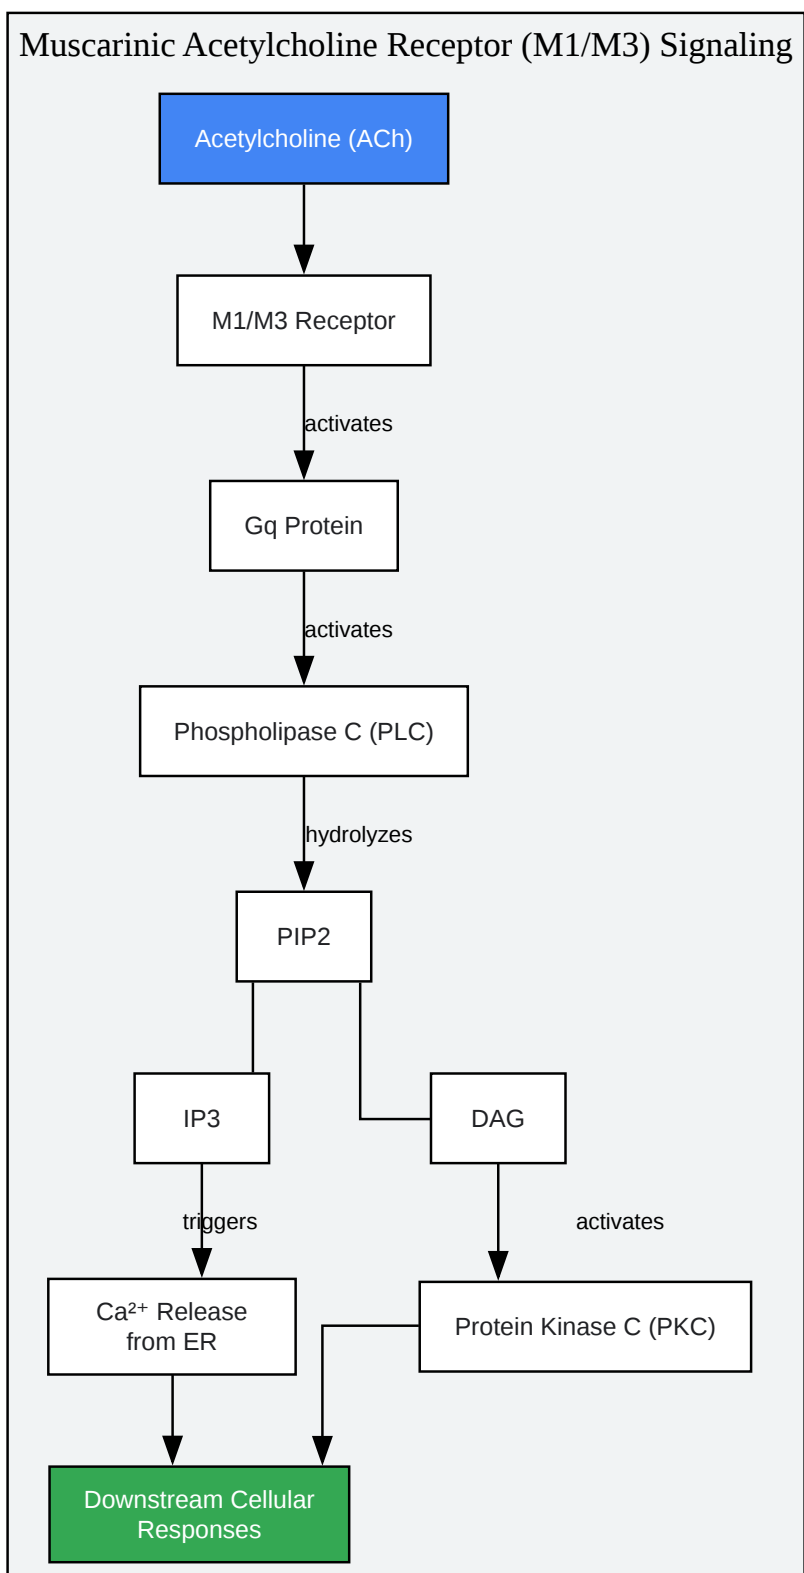 Muscarinic Acetylcholine Receptor (M1/M3) Signaling
Acetylcholine (ACh)
M1/M3 Receptor
activates
Gq Protein
activates
Phospholipase C (PLC)
hydrolyzes
PIP2
IP3
DAG
triggers
activates
Ca²⁺ Release
from ER
Protein Kinase C (PKC)
Downstream Cellular
Responses